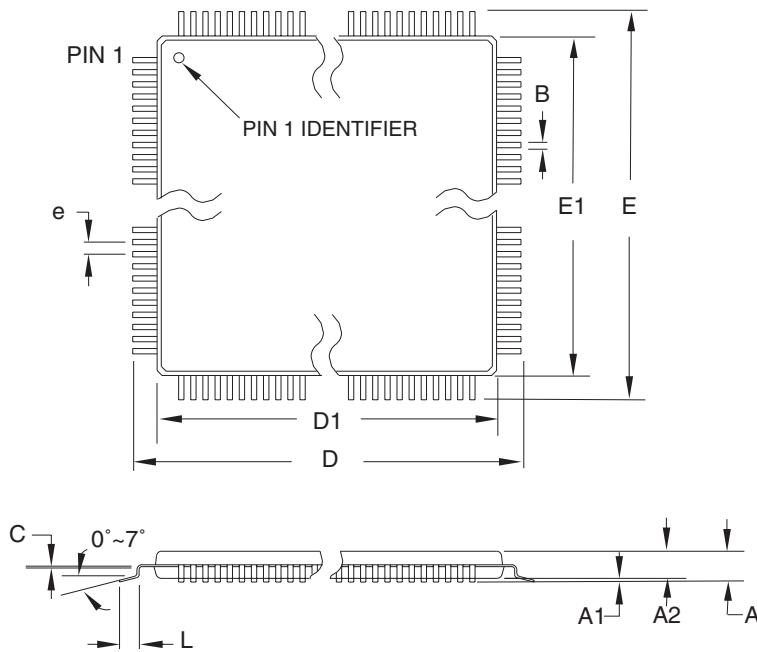 PIN 1
PIN 1 IDENTIFIER
B
e
E1
E
D1
D
C
0°~7°
L
A1
A2
A